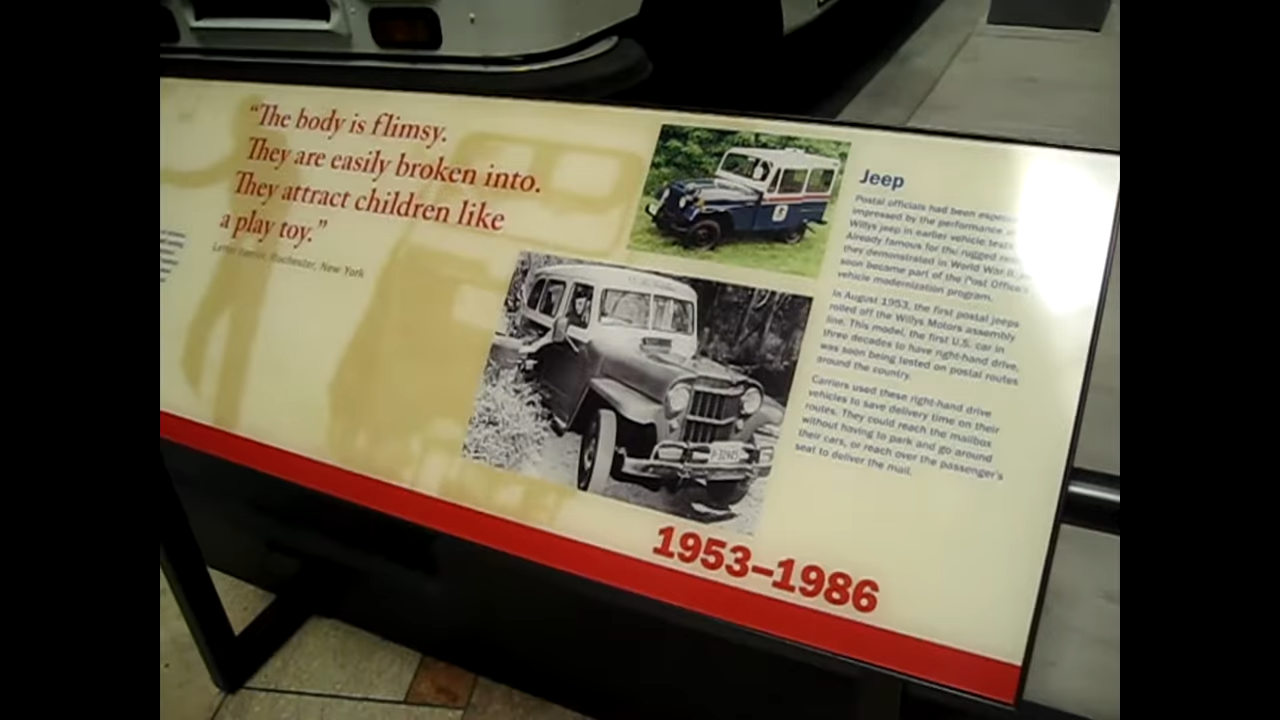 “The body is flimsy.
They are easily broken into.
They attract children like
a play toy.”
Rochester, New York
Jeep
Postal officials had been
impressed by the performance
Willys jeep in earlier vehicle tests.
Already famous for the rugged
they demonstrated in World War II,
soon became part of the Post Office's
vehicle modernization program.
In August 1953, the first postal jeeps
rolled off the Willys Motors assembly
line. This model, the first U.S. car in
three decades to have right-hand drive,
was soon being tested on postal routes
around the country.
Carriers used these right-hand drive
vehicles to save delivery time on their
routes. They could reach the mailbox
without having to park and go around
their cars, or reach over the passenger's
seat to deliver the mail.
1953–1986